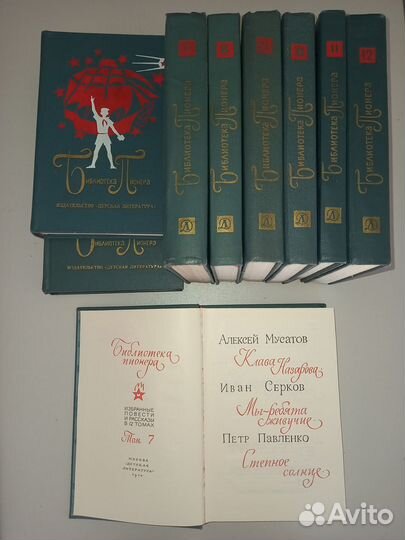 Библиотека
Пионера
ИЗДАТЕЛЬСТВО «ДЕТСКАЯ ЛИТЕРАТУРА»
Библиотека Пионера
ИЗДАТЕЛЬСТВО «ДЕТСКАЯ ЛИТЕРАТУРА»
Библиотека Пионера
Библиотека Пионера
Библиотека Пионера
Библиотека Пионера
11
Библиотека Пионера
12
Библиотека Пионера
Библиотека
пионера
ИЗБРАННЫЕ
ПОВЕСТИ
И РАССКАЗЫ
В 12 ТОМАХ
Том 7
МОСКВА
«ДЕТСКАЯ
ЛИТЕРАТУРА»
Алексей Мусатов
Клава
Назарова
Иван Серков
Мы-ребята
живучие
Петр Павленко
Степное
солнце
Avito